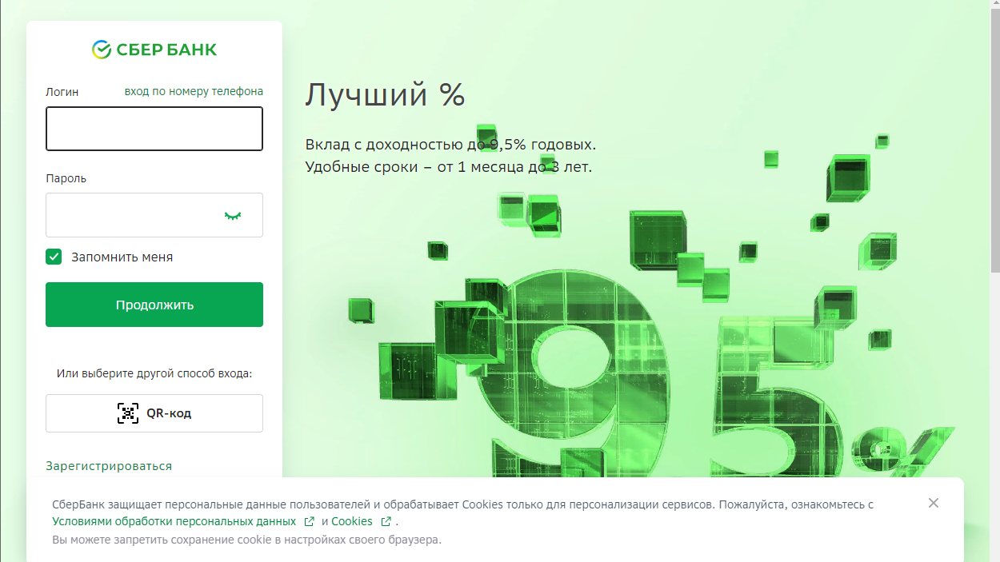 СБЕР БАНК
Логин
вход по номеру телефона
Пароль
Запомнить меня
Продолжить
Или выберите другой способ входа:
QR-код
Зарегистрироваться
Лучший %
Вклад с доходностью до 9,5% годовых.
Удобные сроки – от 1 месяца до 3 лет.
9 5%
СберБанк защищает персональные данные пользователей и обрабатывает Cookies только для персонализации сервисов. Пожалуйста, ознакомьтесь с
Условиями обработки персональных данных и Cookies .
Вы можете запретить сохранение cookie в настройках своего браузера.